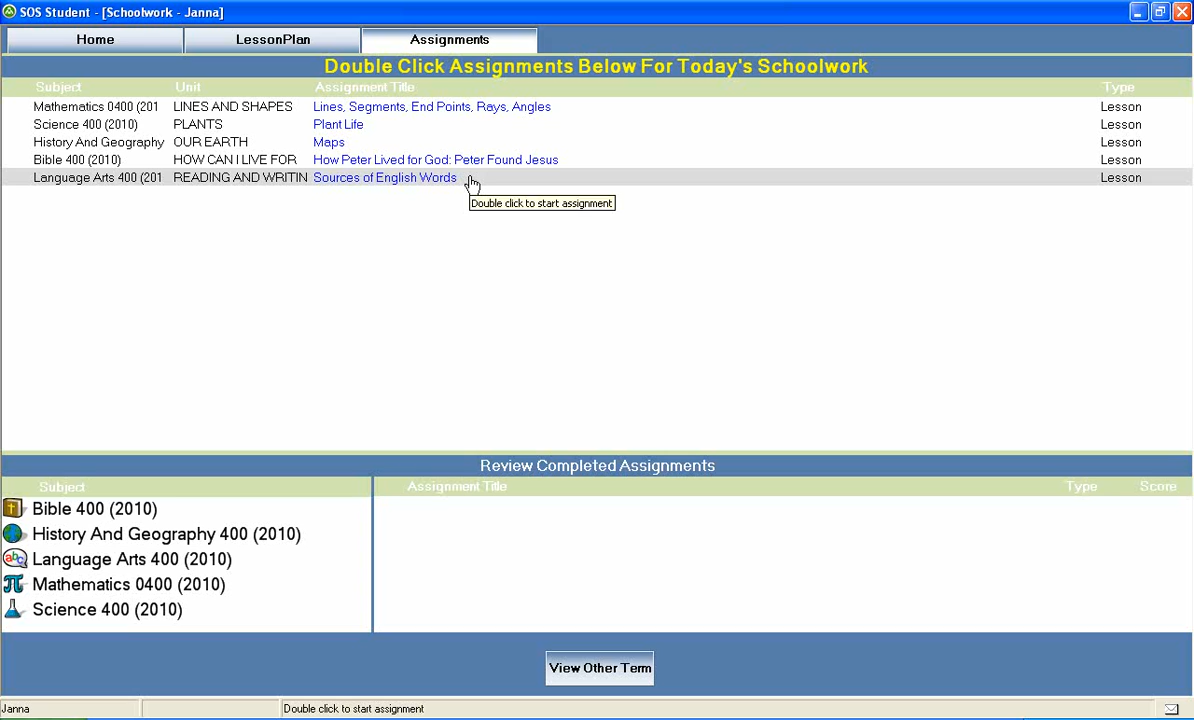 SOS Student - [Schoolwork - Janna]
Home LessonPlan Assignments
Double Click Assignments Below For Today's Schoolwork
Subject Unit Assignment Title Type
Mathematics 0400 (201 LINES AND SHAPES Lines, Segments, End Points, Rays, Angles Lesson
Science 400 (2010) PLANTS Plant Life Lesson
History And Geography OUR EARTH Maps Lesson
Bible 400 (2010) HOW CAN I LIVE FOR How Peter Lived for God: Peter Found Jesus Lesson
Language Arts 400 (201 READING AND WRITIN Sources of English Words Lesson
Double click to start assignment
Review Completed Assignments
Subject Assignment Title Type Score
Bible 400 (2010)
History And Geography 400 (2010)
abc Language Arts 400 (2010)
Mathematics 0400 (2010)
Science 400 (2010)
View Other Term
Janna Double click to start assignment